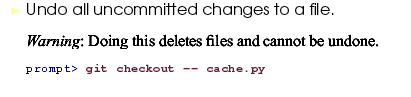 Undo all uncommitted changes to a file.
Warning: Doing this deletes files and cannot be undone.
prompt> git checkout -- cache.py